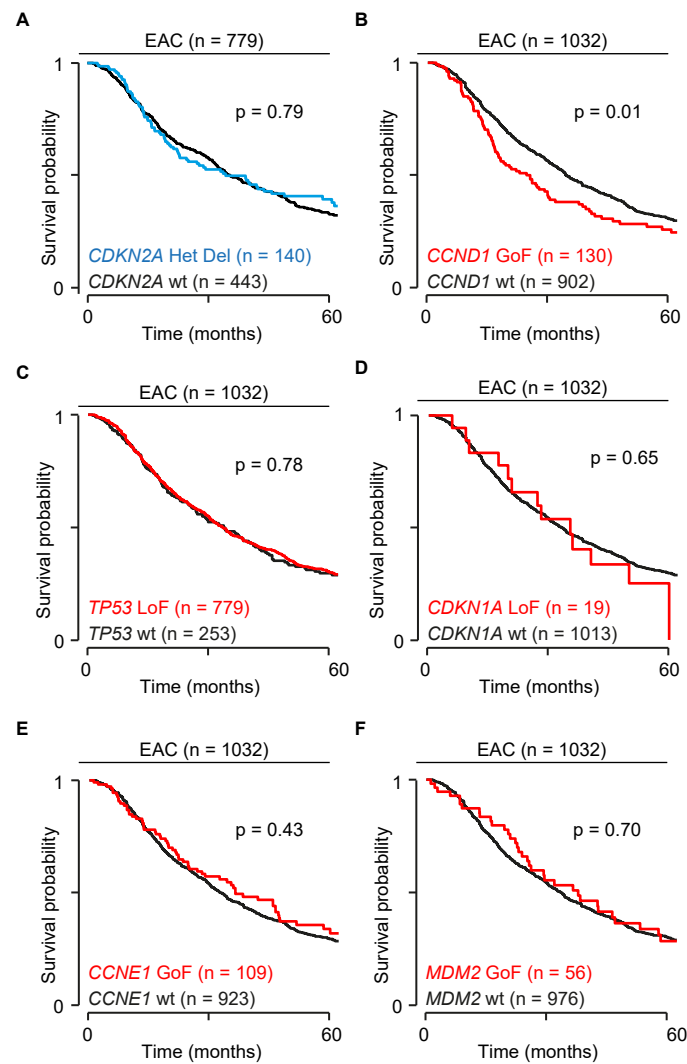 A
EAC (n = 779)
Survival probability
1
0
p = 0.79
CDKN2A Het Del (n = 140)
CDKN2A wt (n = 443)
0
60
Time (months)
B
EAC (n = 1032)
Survival probability
1
0
p = 0.01
CCND1 GoF (n = 130)
CCND1 wt (n = 902)
0
60
Time (months)
C
EAC (n = 1032)
Survival probability
1
0
p = 0.78
TP53 LoF (n = 779)
TP53 wt (n = 253)
0
60
Time (months)
D
EAC (n = 1032)
Survival probability
1
0
p = 0.65
CDKN1A LoF (n = 19)
CDKN1A wt (n = 1013)
0
60
Time (months)
E
EAC (n = 1032)
Survival probability
1
0
p = 0.43
CCNE1 GoF (n = 109)
CCNE1 wt (n = 923)
0
60
Time (months)
F
EAC (n = 1032)
Survival probability
1
0
p = 0.70
MDM2 GoF (n = 56)
MDM2 wt (n = 976)
0
60
Time (months)